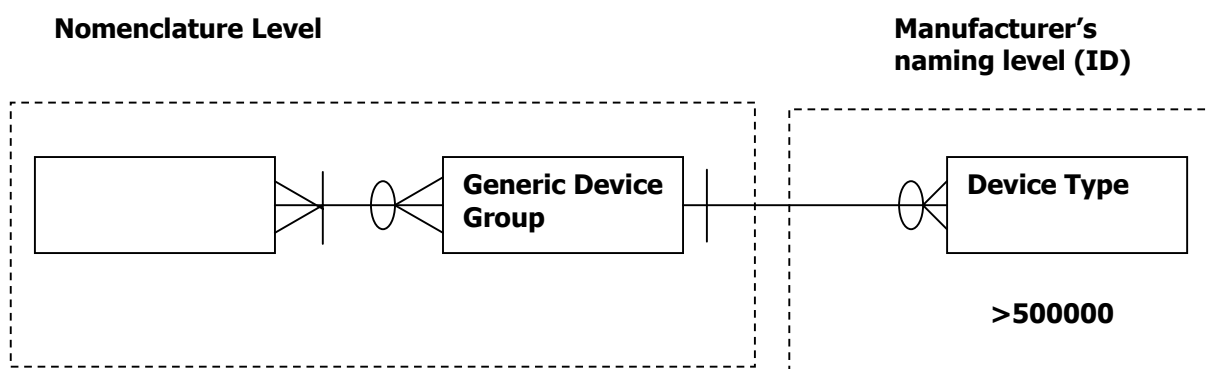 Nomenclature Level
Manufacturer’s
naming level (ID)
Generic Device
Group
Device Type
>500000